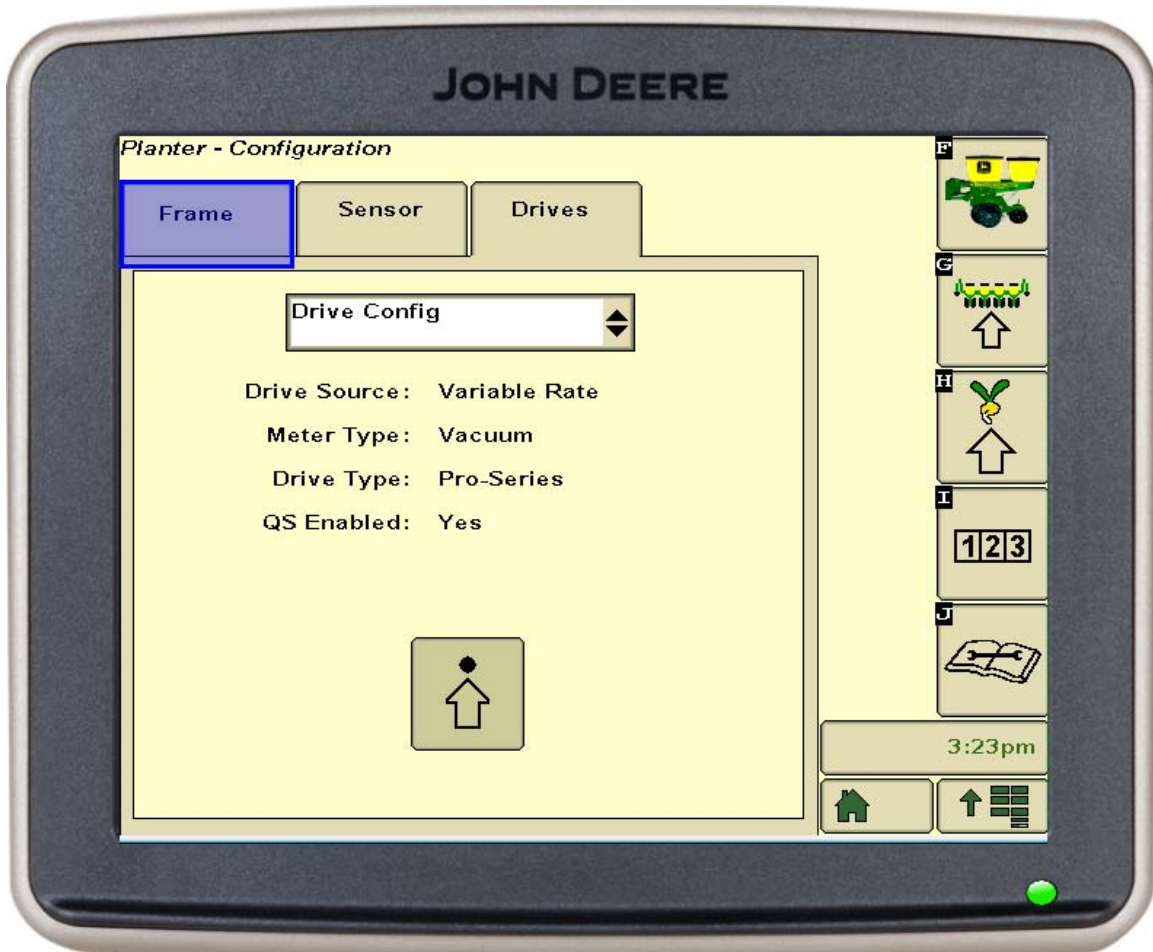 JOHN DEERE
Planter - Configuration
Frame
Sensor
Drives
Drive Config
Drive Source: Variable Rate
Meter Type: Vacuum
Drive Type: Pro-Series
QS Enabled: Yes
F
G
H
I
123
J
3:23pm